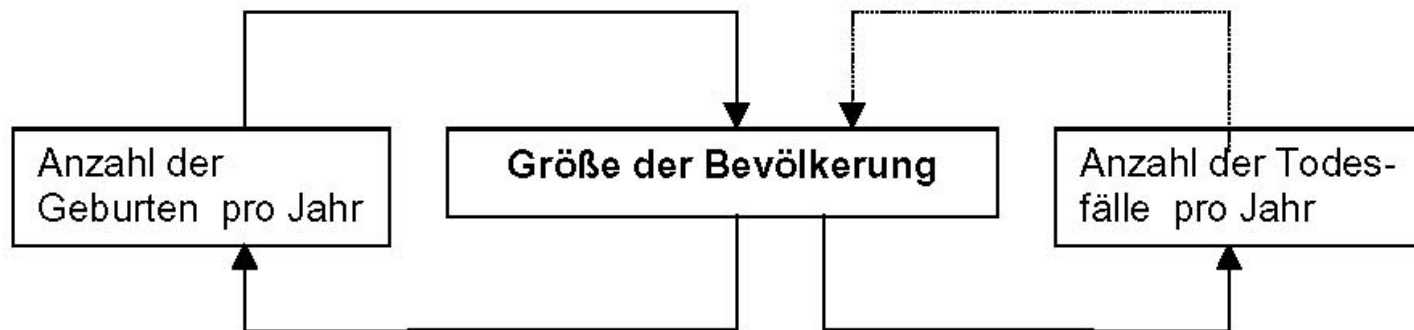 Anzahl der
Geburten pro Jahr
Größe der Bevölkerung
Anzahl der Todes-
fälle pro Jahr